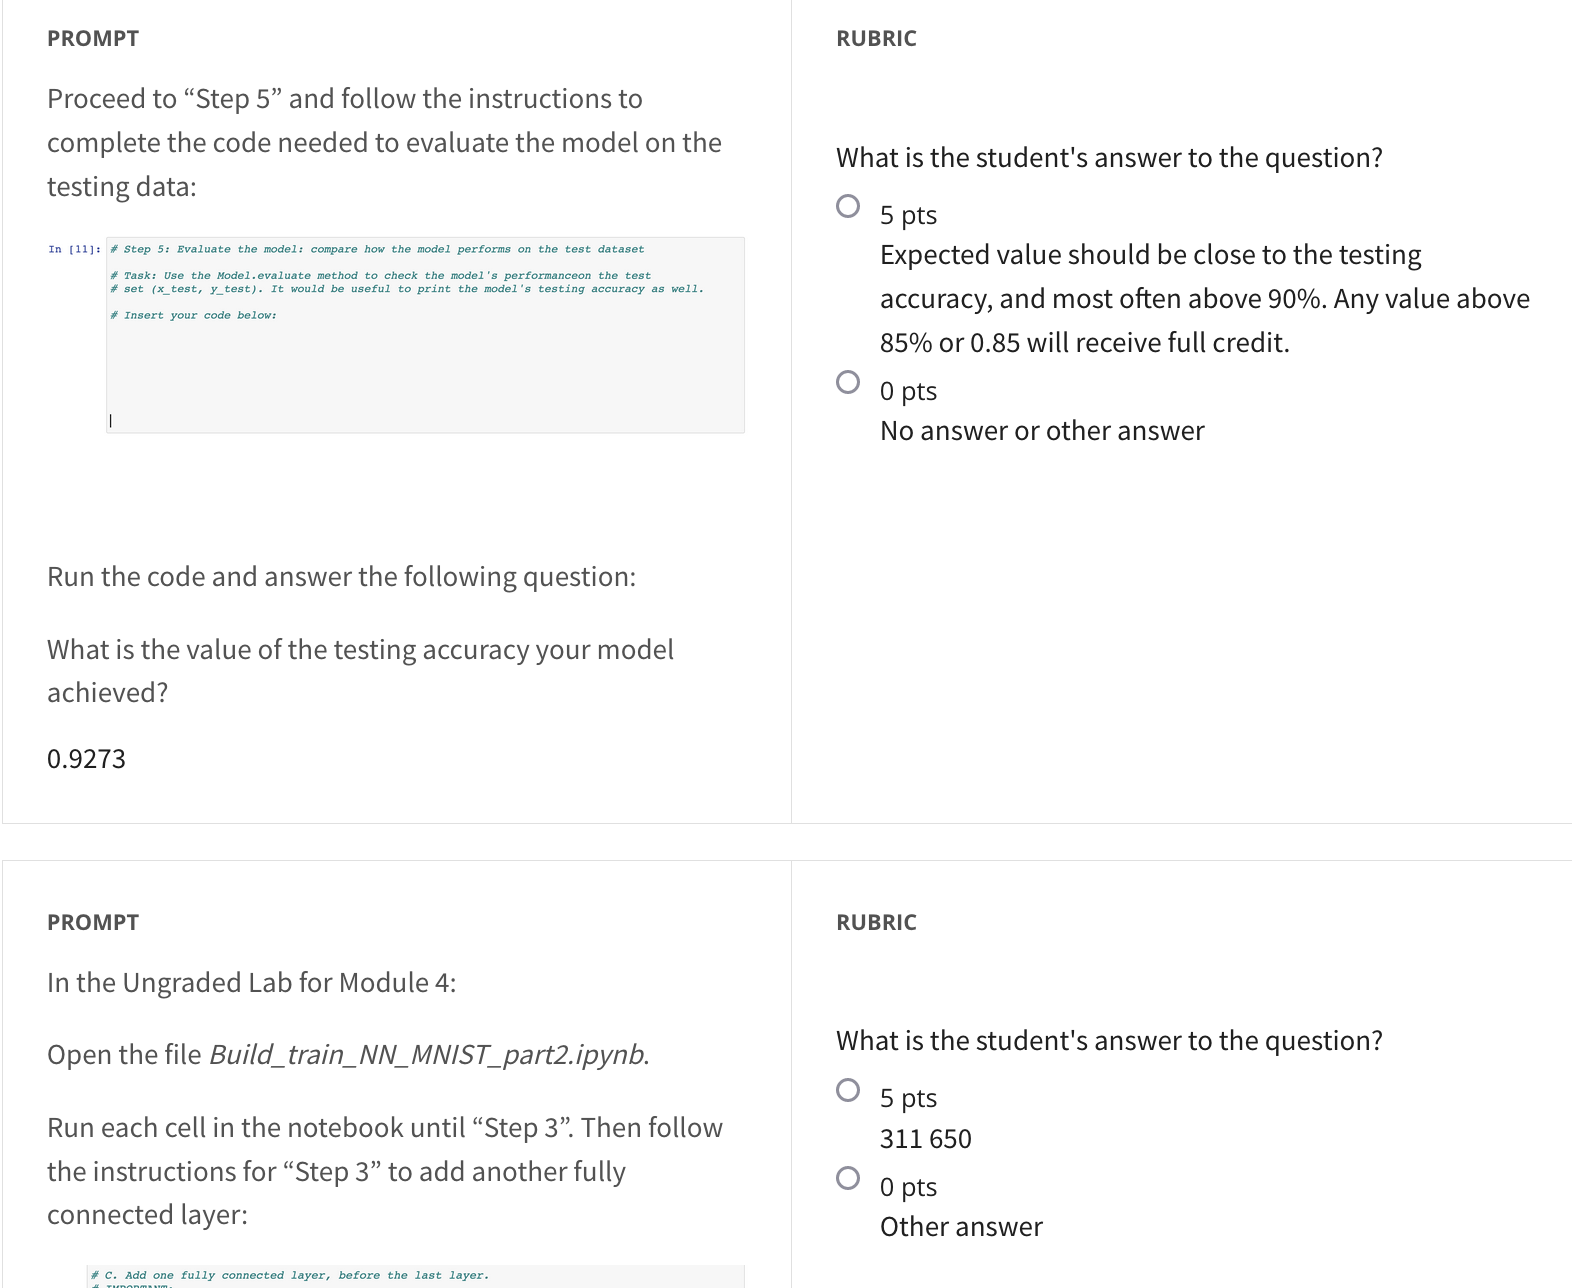 PROMPT
Proceed to “Step 5” and follow the instructions to
complete the code needed to evaluate the model on the
testing data:
In [11]: # Step 5: Evaluate the model: compare how the model performs on the test dataset
# Task: Use the Model.evaluate method to check the model's performanceon the test
# set (x_test, y_test). It would be useful to print the model's testing accuracy as well.
# Insert your code below:
Run the code and answer the following question:
What is the value of the testing accuracy your model
achieved?
0.9273
RUBRIC
What is the student's answer to the question?
5 pts
Expected value should be close to the testing
accuracy, and most often above 90%. Any value above
85% or 0.85 will receive full credit.
0 pts
No answer or other answer
PROMPT
In the Ungraded Lab for Module 4:
Open the file Build_train_NN_MNIST_part2.ipynb.
Run each cell in the notebook until “Step 3”. Then follow
the instructions for “Step 3” to add another fully
connected layer:
# C. Add one fully connected layer, before the last layer.
# IMPORTANT:
RUBRIC
What is the student's answer to the question?
5 pts
311 650
0 pts
Other answer